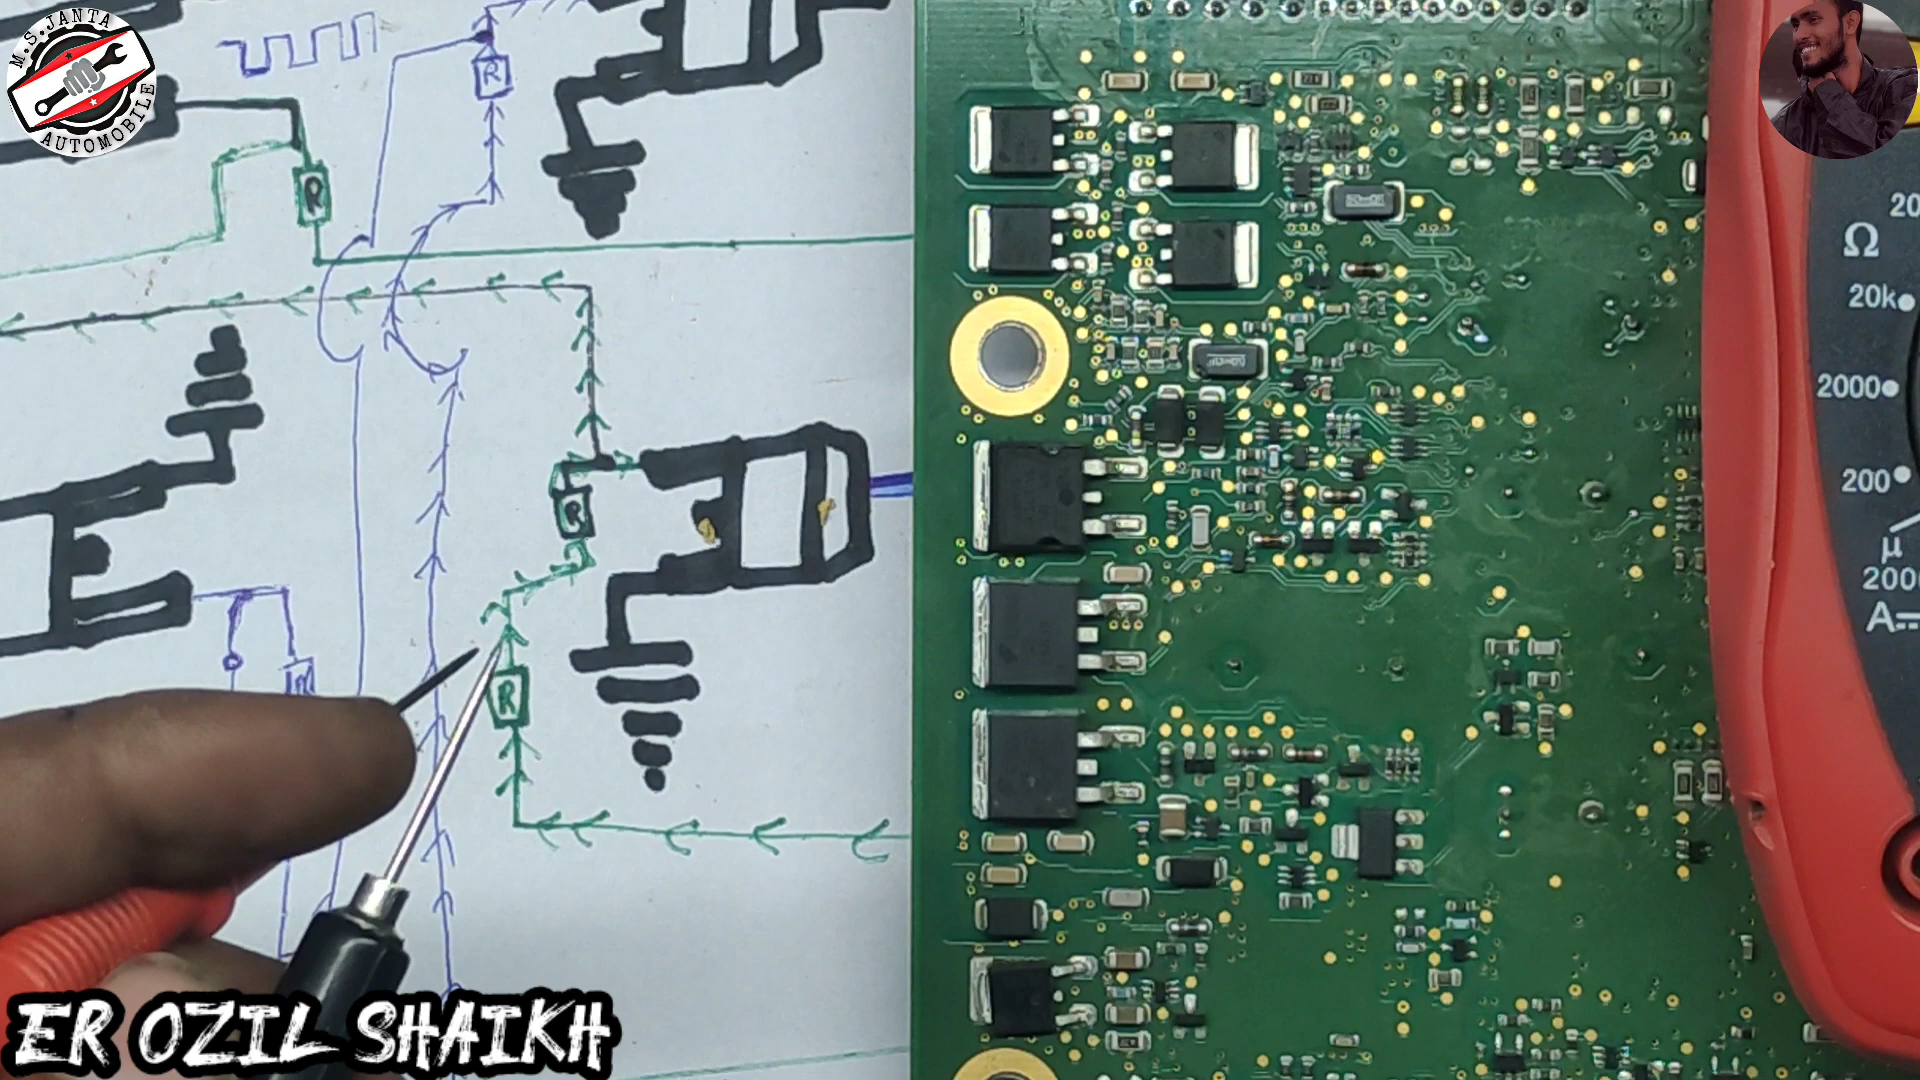 M.S.JANTA
AUTOMOBILE
R
R
R
R
20
Ω
20k
2000
200
µ
200
A
ER OZIL SHAIKH